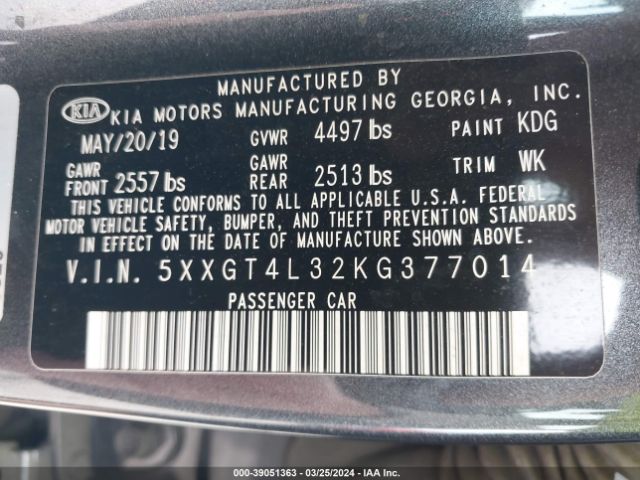 MANUFACTURED BY
KIA KIA MOTORS MANUFACTURING GEORGIA, INC.
MAY/20/19 GVWR 4497 lbs PAINT KDG
GAWR FRONT 2557 lbs GAWR REAR 2513 lbs TRIM WK
THIS VEHICLE CONFORMS TO ALL APPLICABLE U.S.A. FEDERAL
MOTOR VEHICLE SAFETY, BUMPER, AND THEFT PREVENTION STANDARDS
IN EFFECT ON THE DATE OF MANUFACTURE SHOWN ABOVE.
V.I.N. 5XXGT4L32KG377014
PASSENGER CAR
000-39051363 — 03/25/2024 — IAA Inc.